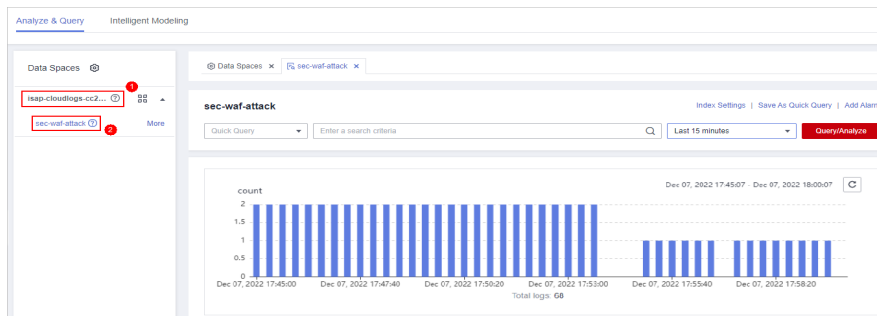 Analyze & Query Intelligent Modeling
Data Spaces
Data Spaces × sec-waf-attack ×
1
isap-cloudlogs-cc2...
sec-waf-attack More
2
sec-waf-attack
Index Settings | Save As Quick Query | Add Alarm
Quick Query Enter a search criteria Last 15 minutes Query/Analyze
Dec 07, 2022 17:45:07 - Dec 07, 2022 18:00:07
count
2
1.5
1
0.5
0
Dec 07, 2022 17:45:00 Dec 07, 2022 17:47:40 Dec 07, 2022 17:50:20 Dec 07, 2022 17:53:00 Dec 07, 2022 17:55:40 Dec 07, 2022 17:58:20
Total logs: 68